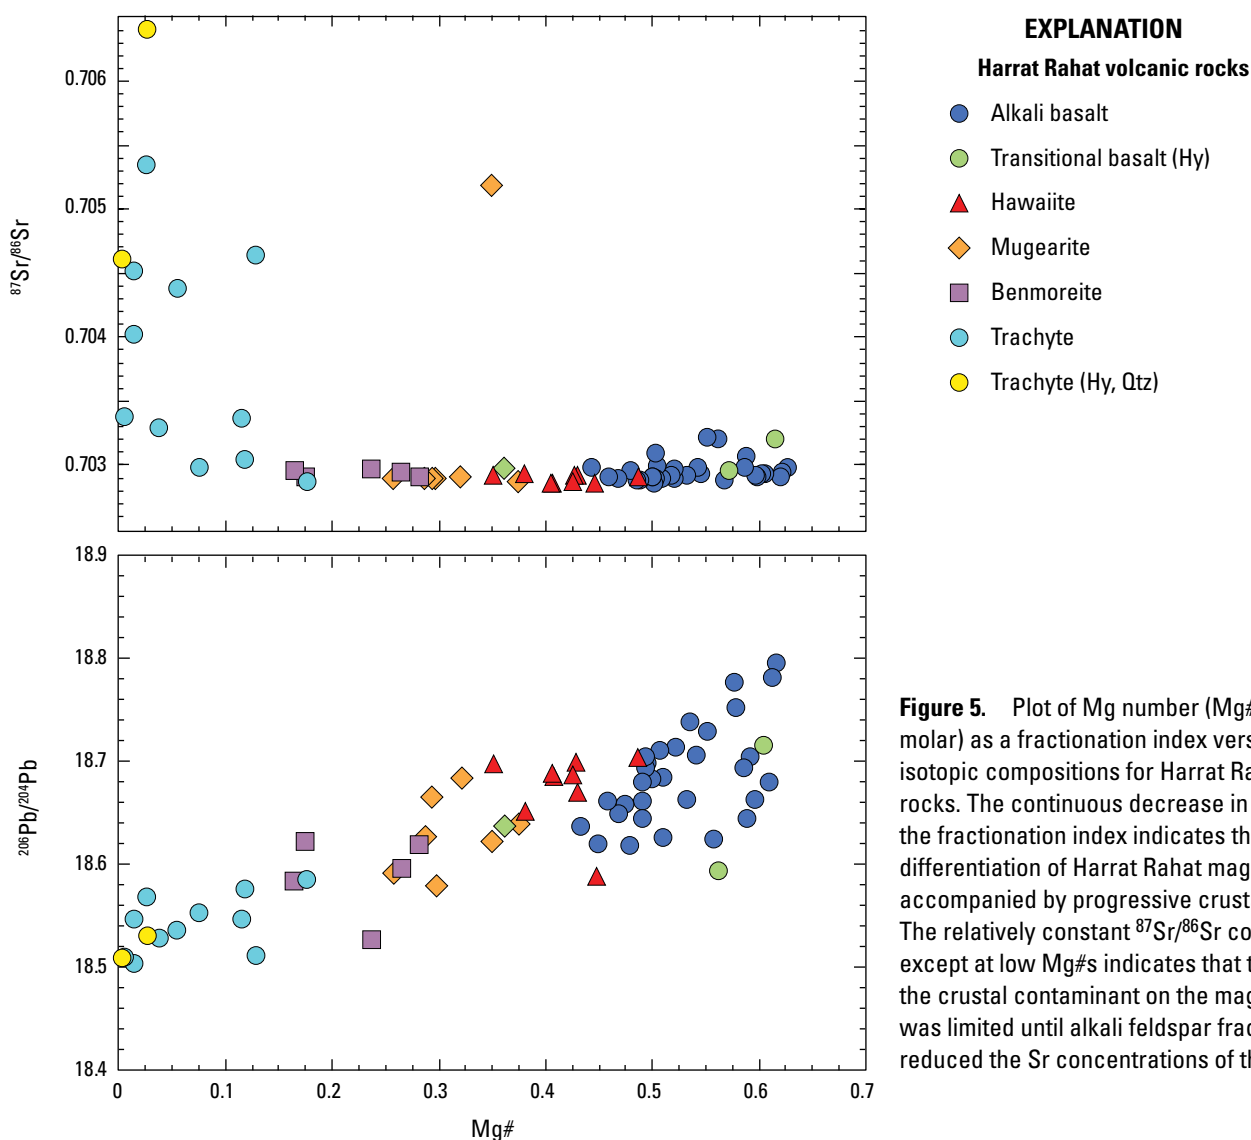 0.706
0.705
0.704
0.703
87Sr/86Sr
18.9
18.8
18.7
18.6
18.5
18.4
206Pb/204Pb
0 0.1 0.2 0.3 0.4 0.5 0.6 0.7
Mg#
EXPLANATION
Harrat Rahat volcanic rocks
Alkali basalt
Transitional basalt (Hy)
Hawaiite
Mugearite
Benmoreite
Trachyte
Trachyte (Hy, Qtz)
Figure 5. Plot of Mg number (Mg#
molar) as a fractionation index vers
isotopic compositions for Harrat Ra
rocks. The continuous decrease in
the fractionation index indicates th
differentiation of Harrat Rahat mag
accompanied by progressive crust
The relatively constant 87Sr/86Sr co
except at low Mg#s indicates that t
the crustal contaminant on the mag
was limited until alkali feldspar frac
reduced the Sr concentrations of th